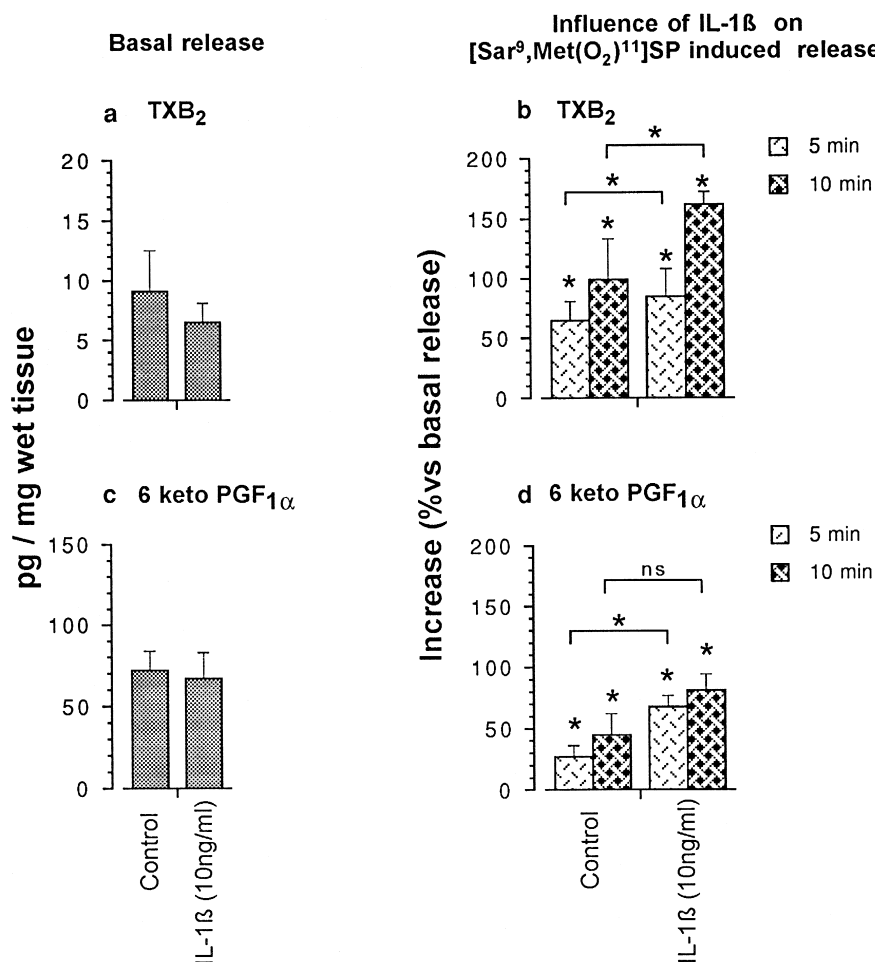 Basal release
Influence of IL-1ß on
[Sar⁹,Met(O₂)¹¹]SP induced release
a TXB₂
20
15
10
5
0
b TXB₂
200
150
100
50
0
*
*
*
*
*
*
5 min
10 min
pg / mg wet tissue
Increase (%vs basal release)
c 6 keto PGF₁α
150
100
50
0
Control
IL-1ß (10ng/ml)
d 6 keto PGF₁α
200
150
100
50
0
ns
*
*
*
*
*
5 min
10 min
Control
IL-1ß (10ng/ml)